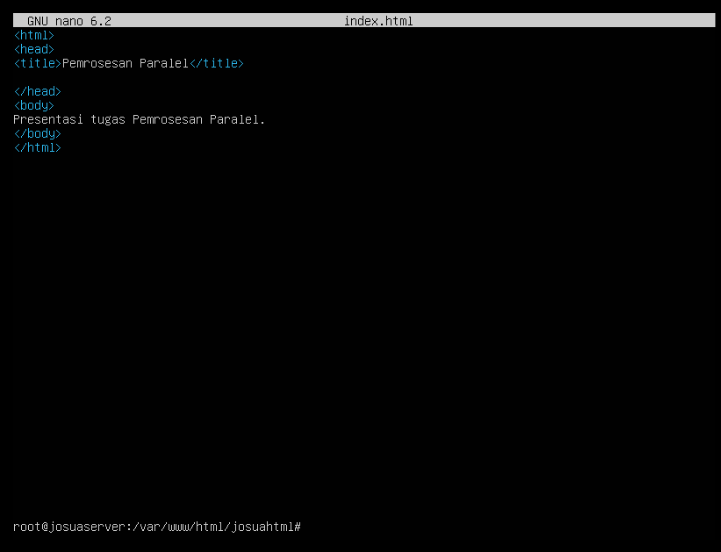 GNU nano 6.2 index.html
<html>
<head>
<title>Pemrosesan Paralel</title>
</head>
<body>
Presentasi tugas Pemrosesan Paralel.
</body>
</html>
root@josuaserver:/var/www/html/josuahtml#